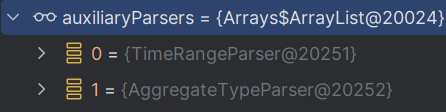 auxiliaryParsers = {Arrays$ArrayList@20024}
0 = {TimeRangeParser@20251}
1 = {AggregateTypeParser@20252}